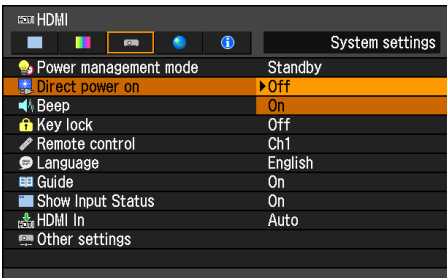 HDMI
System settings
Power management mode Standby
Direct power on Off
Beep On
Key lock Off
Remote control Ch1
Language English
Guide On
Show Input Status On
HDMI In Auto
Other settings